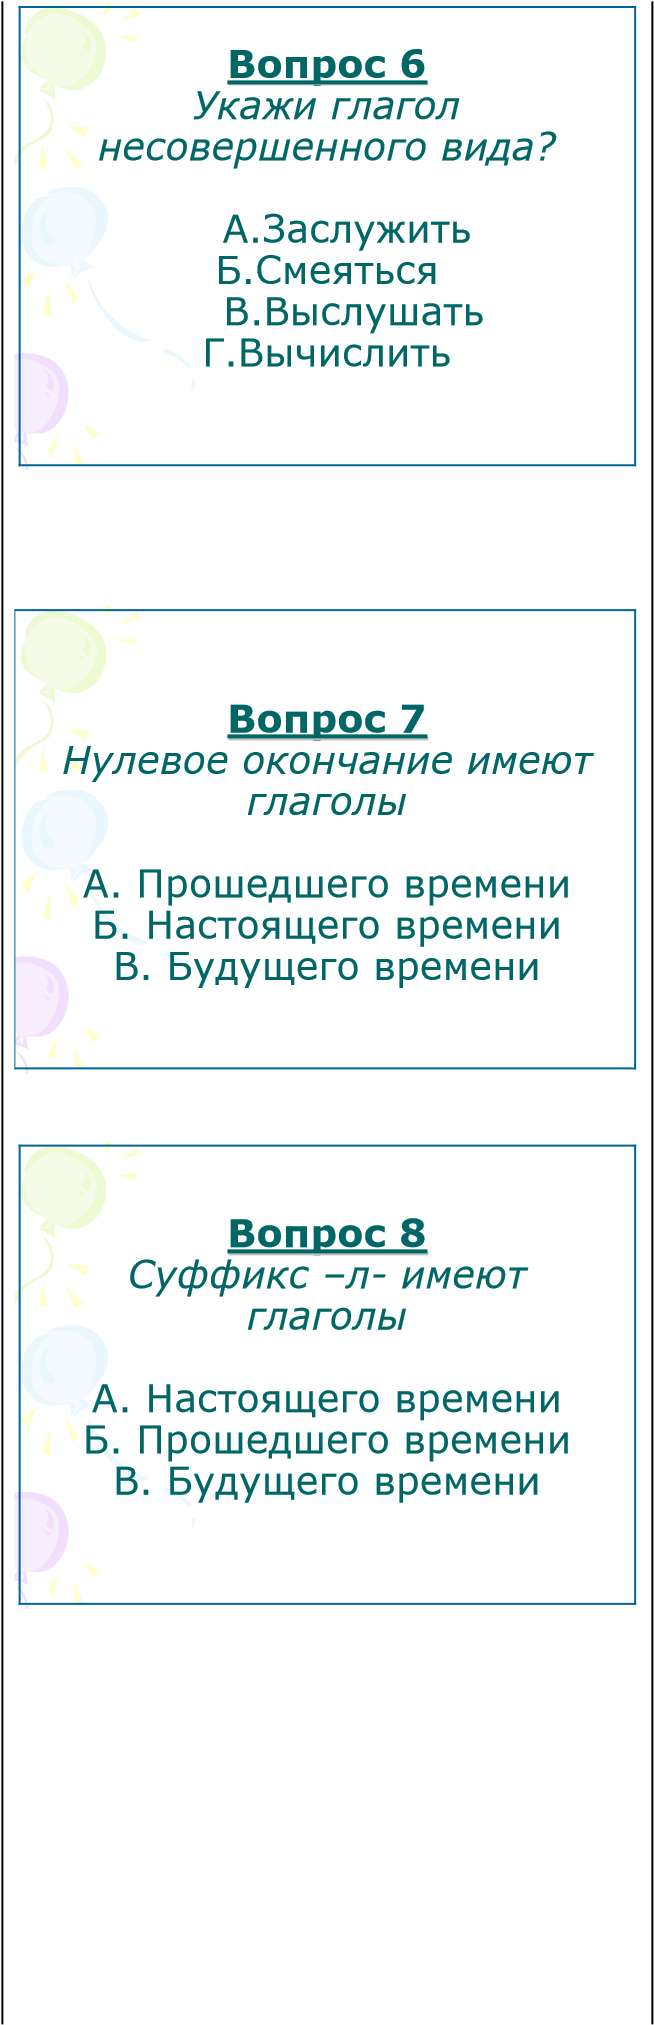 Вопрос 6
Укажи глагол
несовершенного вида?
А.Заслужить
Б.Смеяться
В.Выслушать
Г.Вычислить
Вопрос 7
Нулевое окончание имеют
глаголы
А. Прошедшего времени
Б. Настоящего времени
В. Будущего времени
Вопрос 8
Суффикс –л- имеют
глаголы
А. Настоящего времени
Б. Прошедшего времени
В. Будущего времени